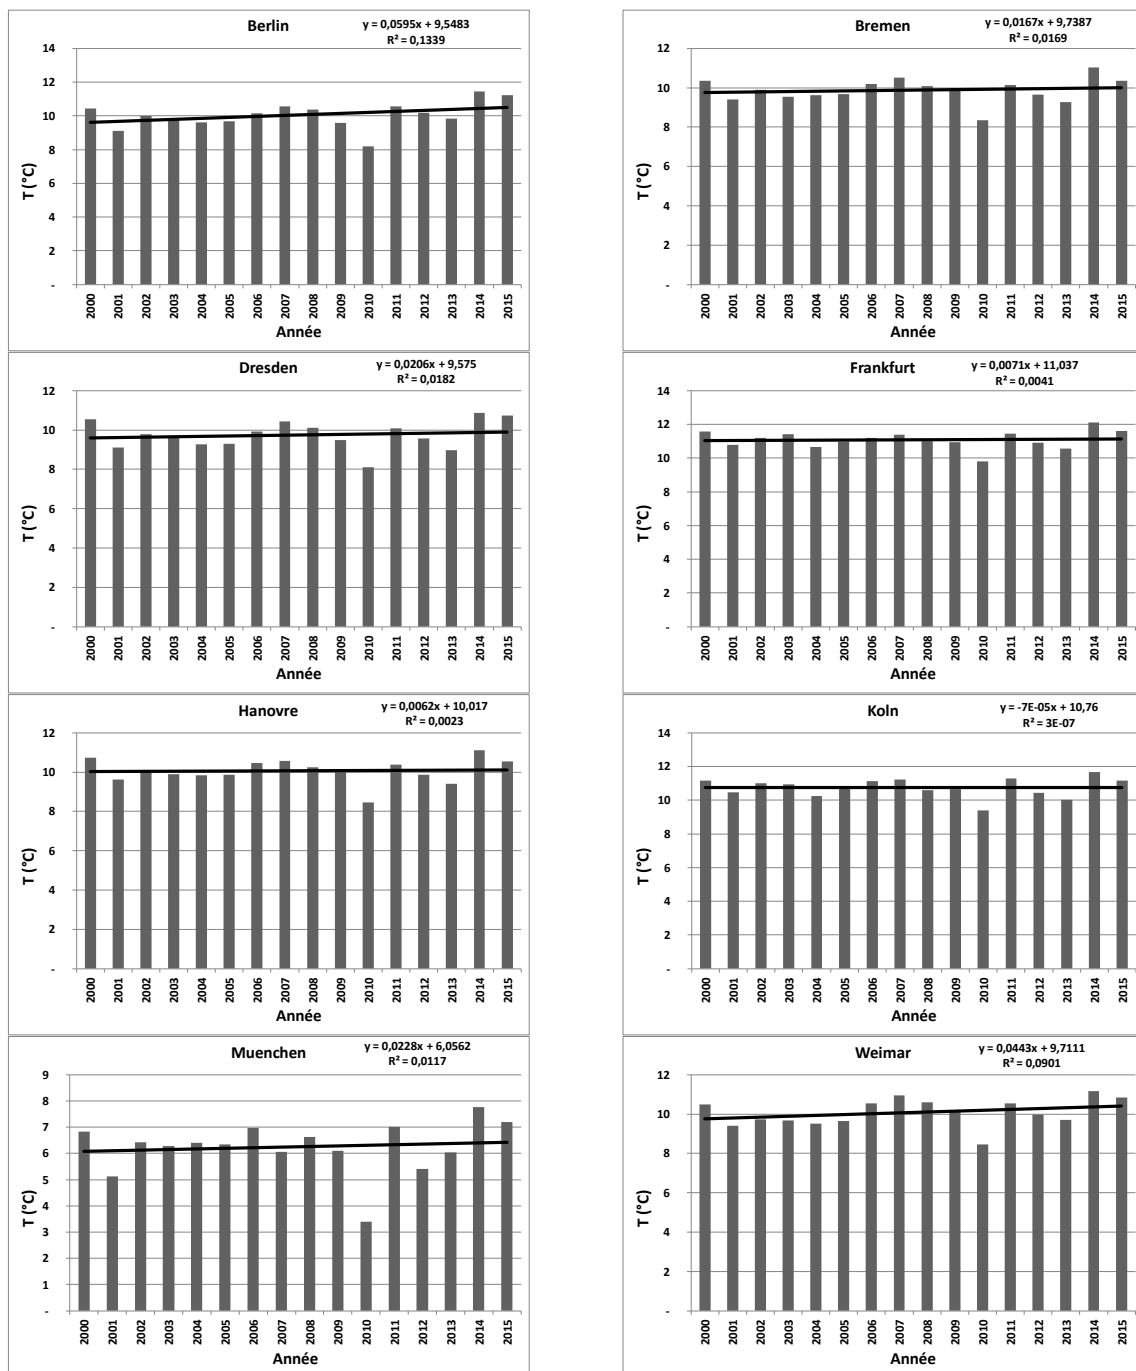 Berlin
y = 0,0595x + 9,5483
R² = 0,1339
14
12
10
8
6
4
2
-
T (°C)
2000 2001 2002 2003 2004 2005 2006 2007 2008 2009 2010 2011 2012 2013 2014 2015
Année
Bremen
y = 0,0167x + 9,7387
R² = 0,0169
12
10
8
6
4
2
-
T (°C)
2000 2001 2002 2003 2004 2005 2006 2007 2008 2009 2010 2011 2012 2013 2014 2015
Année
Dresden
y = 0,0206x + 9,575
R² = 0,0182
12
10
8
6
4
2
-
T (°C)
2000 2001 2002 2003 2004 2005 2006 2007 2008 2009 2010 2011 2012 2013 2014 2015
Année
Frankfurt
y = 0,0071x + 11,037
R² = 0,0041
14
12
10
8
6
4
2
-
T (°C)
2000 2001 2002 2003 2004 2005 2006 2007 2008 2009 2010 2011 2012 2013 2014 2015
Année
Hanovre
y = 0,0062x + 10,017
R² = 0,0023
12
10
8
6
4
2
-
T (°C)
2000 2001 2002 2003 2004 2005 2006 2007 2008 2009 2010 2011 2012 2013 2014 2015
Année
Koln
y = -7E-05x + 10,76
R² = 3E-07
14
12
10
8
6
4
2
-
T (°C)
2000 2001 2002 2003 2004 2005 2006 2007 2008 2009 2010 2011 2012 2013 2014 2015
Année
Muenchen
y = 0,0228x + 6,0562
R² = 0,0117
9
8
7
6
5
4
3
2
1
-
T (°C)
2000 2001 2002 2003 2004 2005 2006 2007 2008 2009 2010 2011 2012 2013 2014 2015
Année
Weimar
y = 0,0443x + 9,7111
R² = 0,0901
12
10
8
6
4
2
-
T (°C)
2000 2001 2002 2003 2004 2005 2006 2007 2008 2009 2010 2011 2012 2013 2014 2015
Année